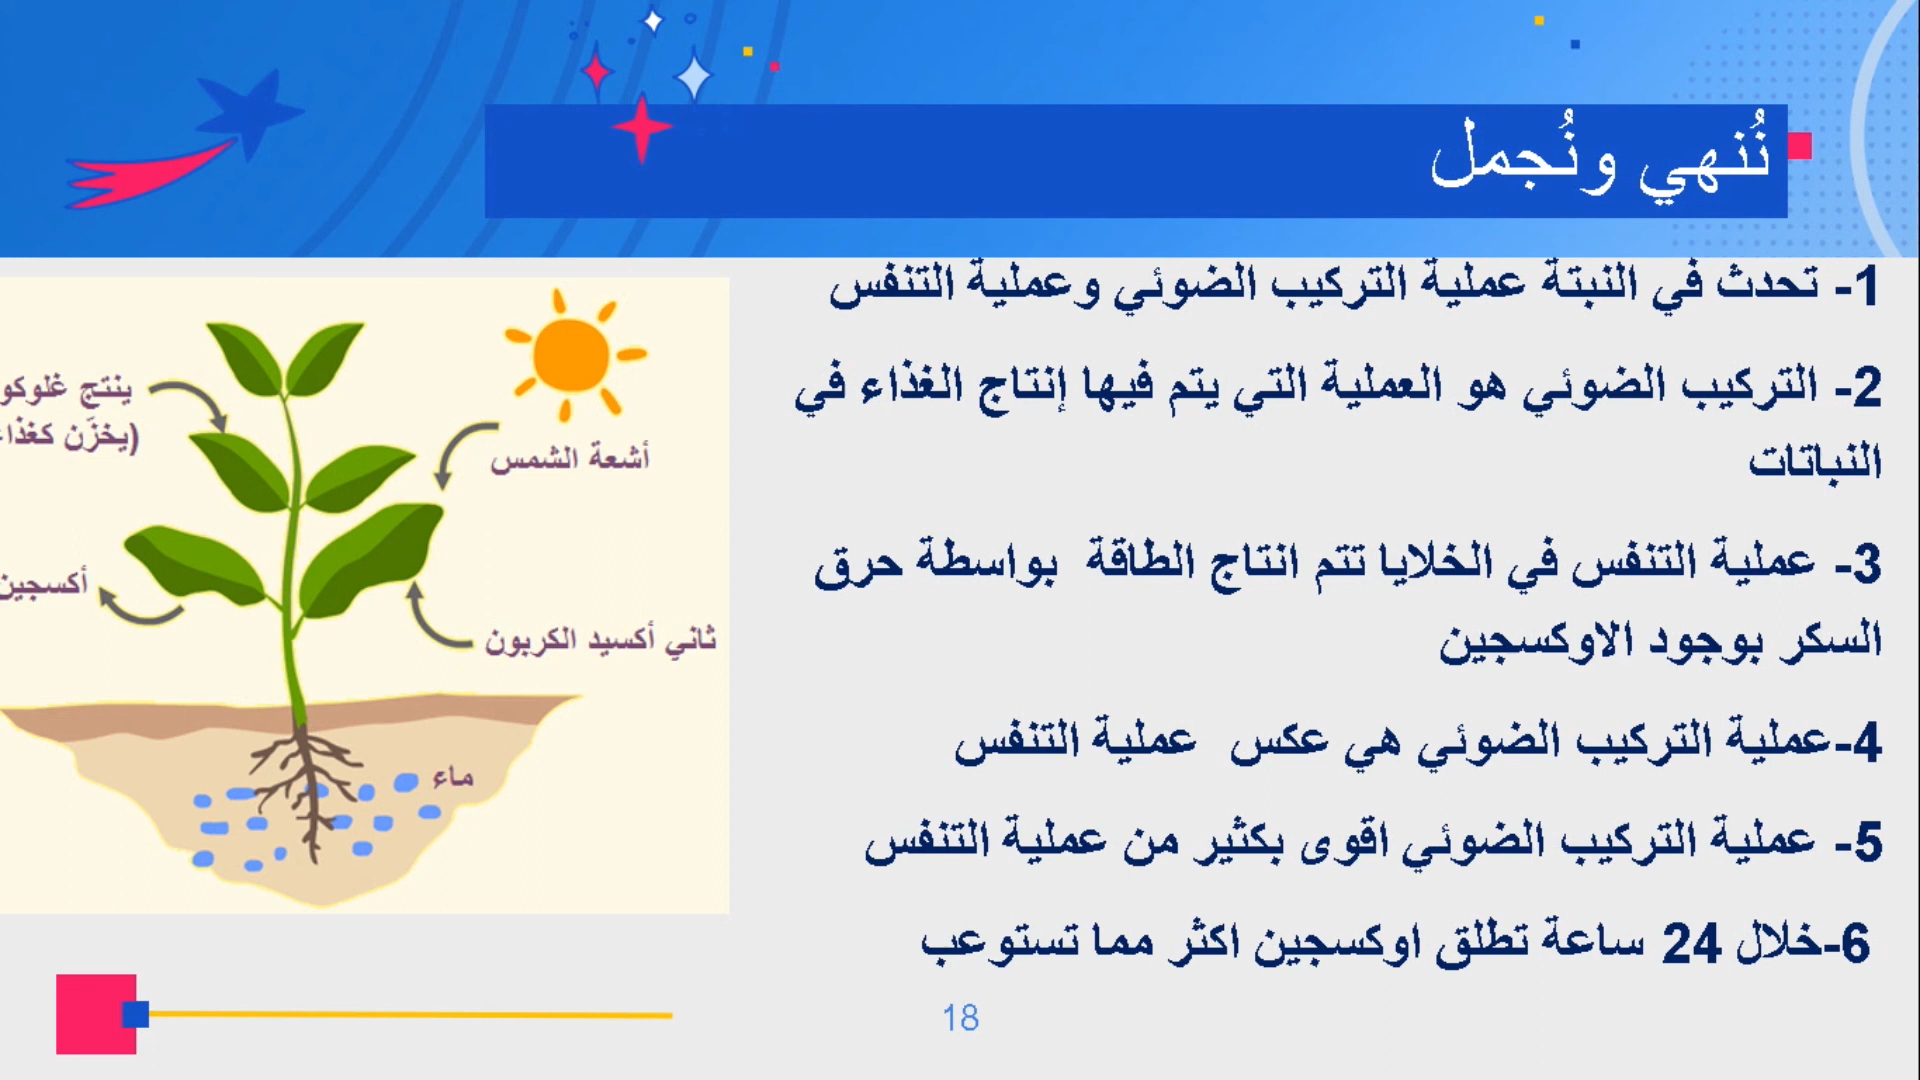 نُنهي ونُجمل
1- تحدث في النبتة عملية التركيب الضوئي وعملية التنفس
2- التركيب الضوئي هو العملية التي يتم فيها إنتاج الغذاء في
النباتات
3- عملية التنفس في الخلايا تتم انتاج الطاقة بواسطة حرق
السكر بوجود الاوكسجين
4-عملية التركيب الضوئي هي عكس عملية التنفس
5- عملية التركيب الضوئي اقوى بكثير من عملية التنفس
6-خلال 24 ساعة تطلق اوكسجين اكثر مما تستوعب
ينتج
(يخزّن
أشعة الشمس
أكسجين
ثاني أكسيد الكربون
ماء
18